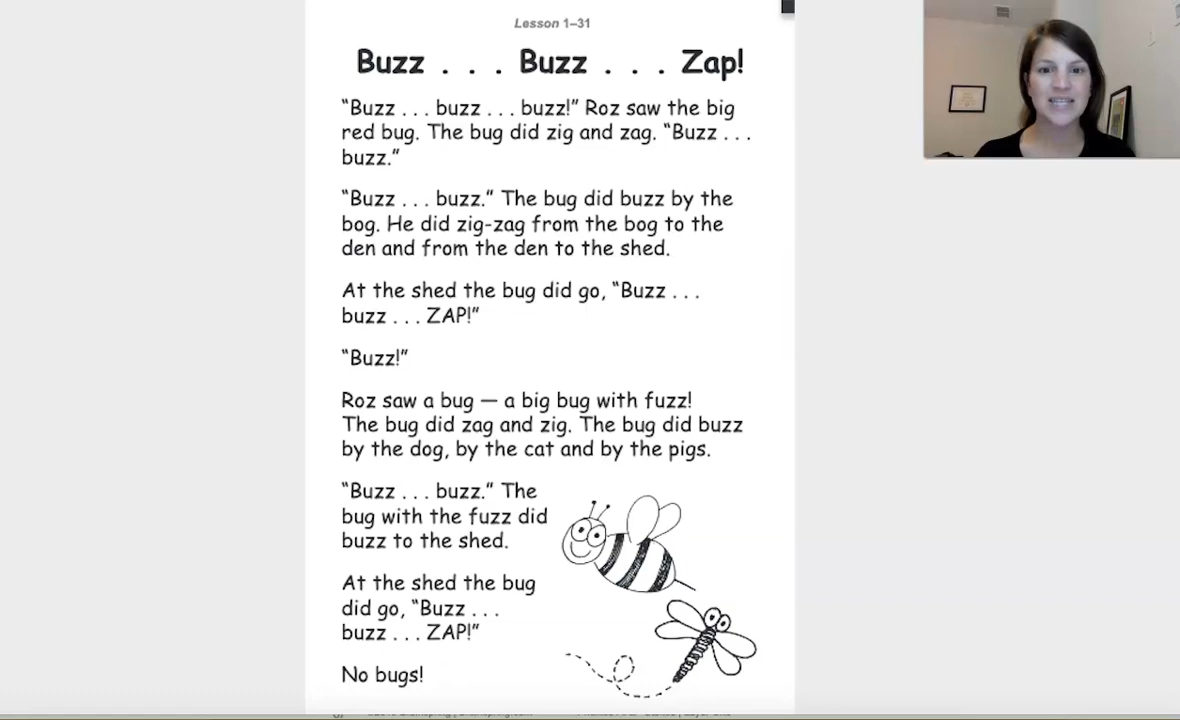 Lesson 1–31
Buzz . . . Buzz . . . Zap!
“Buzz . . . buzz . . . buzz!” Roz saw the big
red bug. The bug did zig and zag. “Buzz . . .
buzz.”
“Buzz . . . buzz.” The bug did buzz by the
bog. He did zig-zag from the bog to the
den and from the den to the shed.
At the shed the bug did go, “Buzz . . .
buzz . . . ZAP!”
“Buzz!”
Roz saw a bug — a big bug with fuzz!
The bug did zag and zig. The bug did buzz
by the dog, by the cat and by the pigs.
“Buzz . . . buzz.” The
bug with the fuzz did
buzz to the shed.
At the shed the bug
did go, “Buzz . . .
buzz . . . ZAP!”
No bugs!